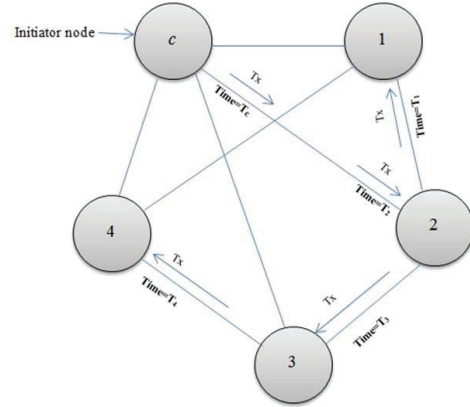 Initiator node
c
1
Tx
Time=Tc
Tx
Time=T1
Tx
Time=T2
2
4
Tx
Time=T4
Tx
Time=T3
3